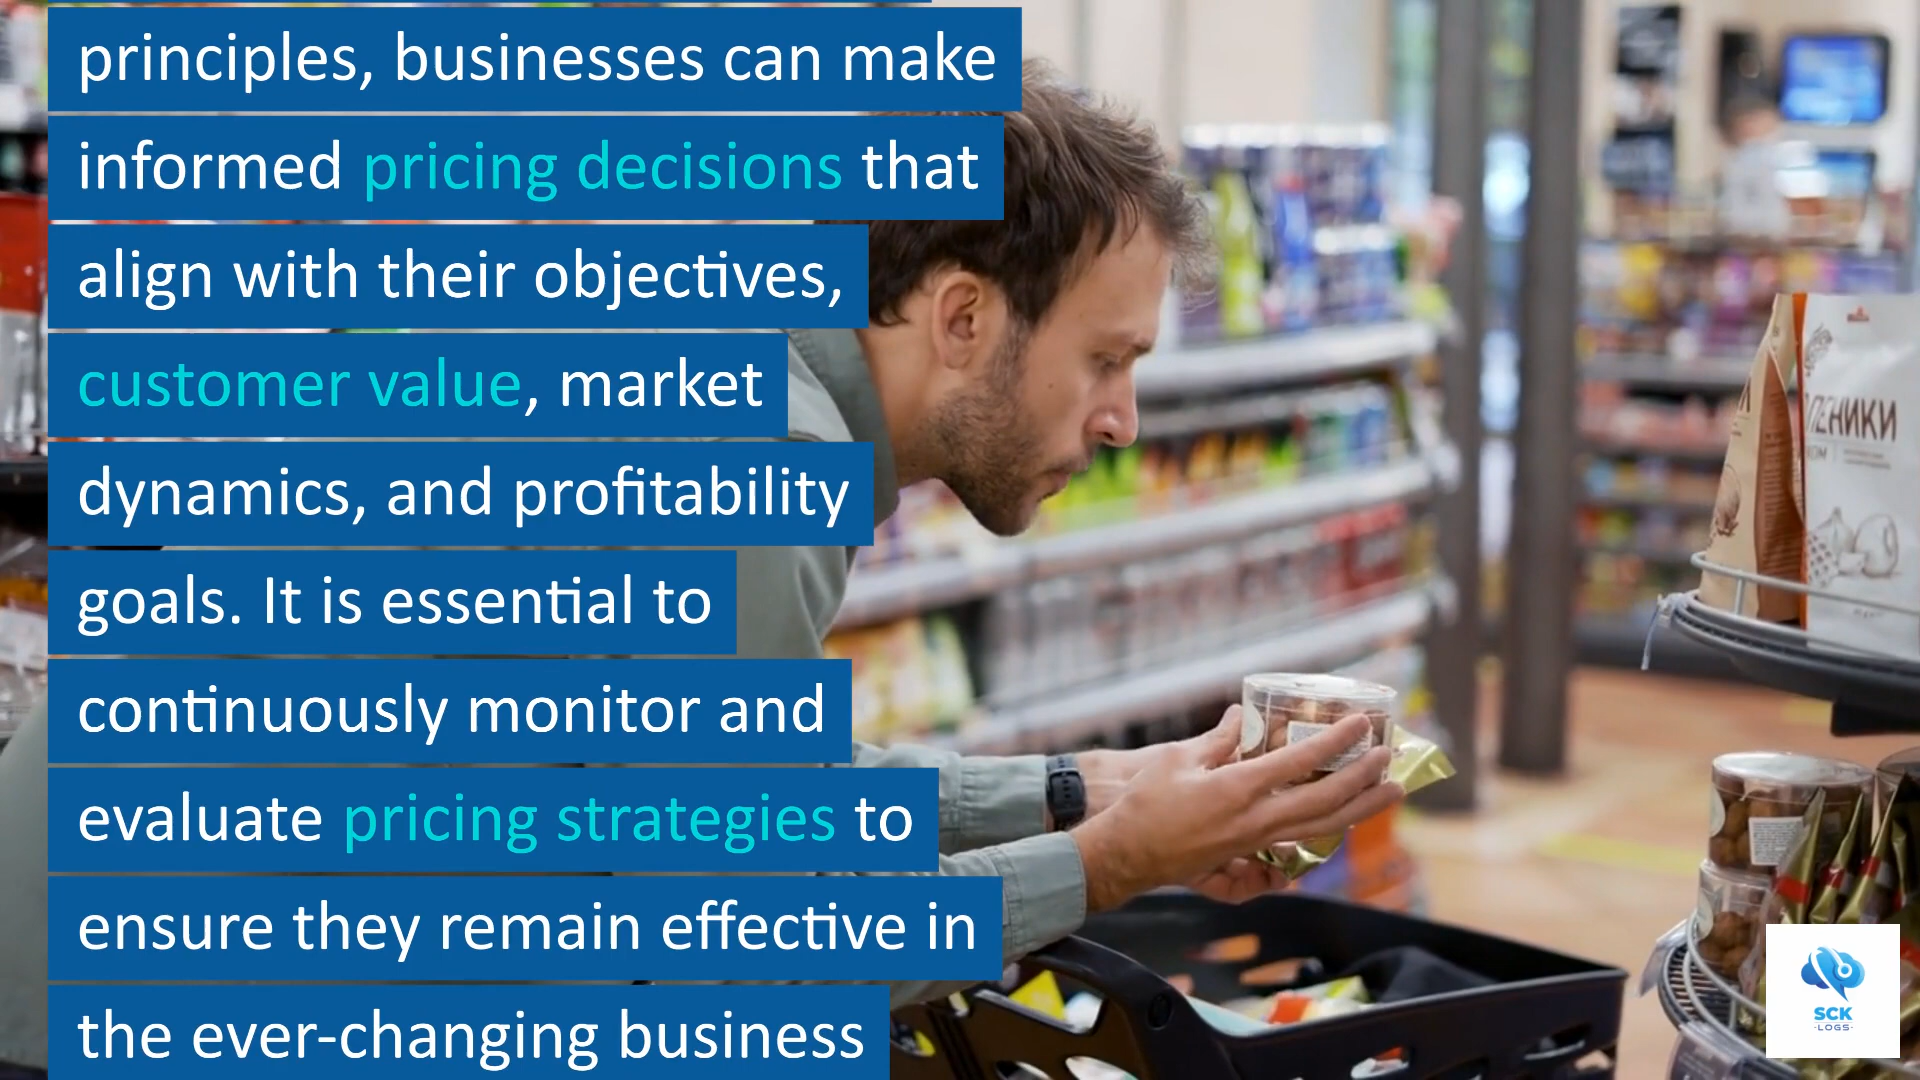 principles, businesses can make
informed pricing decisions that
align with their objectives,
customer value, market
dynamics, and profitability
goals. It is essential to
continuously monitor and
evaluate pricing strategies to
ensure they remain effective in
the ever-changing business
ЛЕНИКИ
SCK
-LOGS-